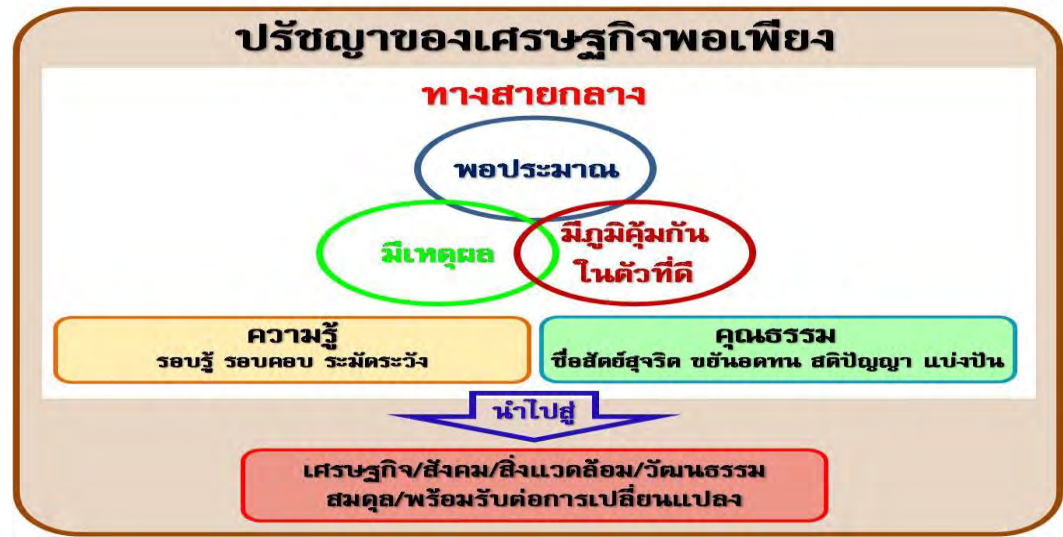 ปรัชญาของเศรษฐกิจพอเพียง
ทางสายกลาง
พอประมาณ
มีเหตุผล
มีภูมิคุ้มกัน
ในตัวที่ดี
ความรู้
รอบรู้ รอบคอบ ระมัดระวัง
คุณธรรม
ซื่อสัตย์สุจริต ขยันอดทน สติปัญญา แบ่งปัน
นำไปสู่
เศรษฐกิจ/สังคม/สิ่งแวดล้อม/วัฒนธรรม
สมดุล/พร้อมรับต่อการเปลี่ยนแปลง